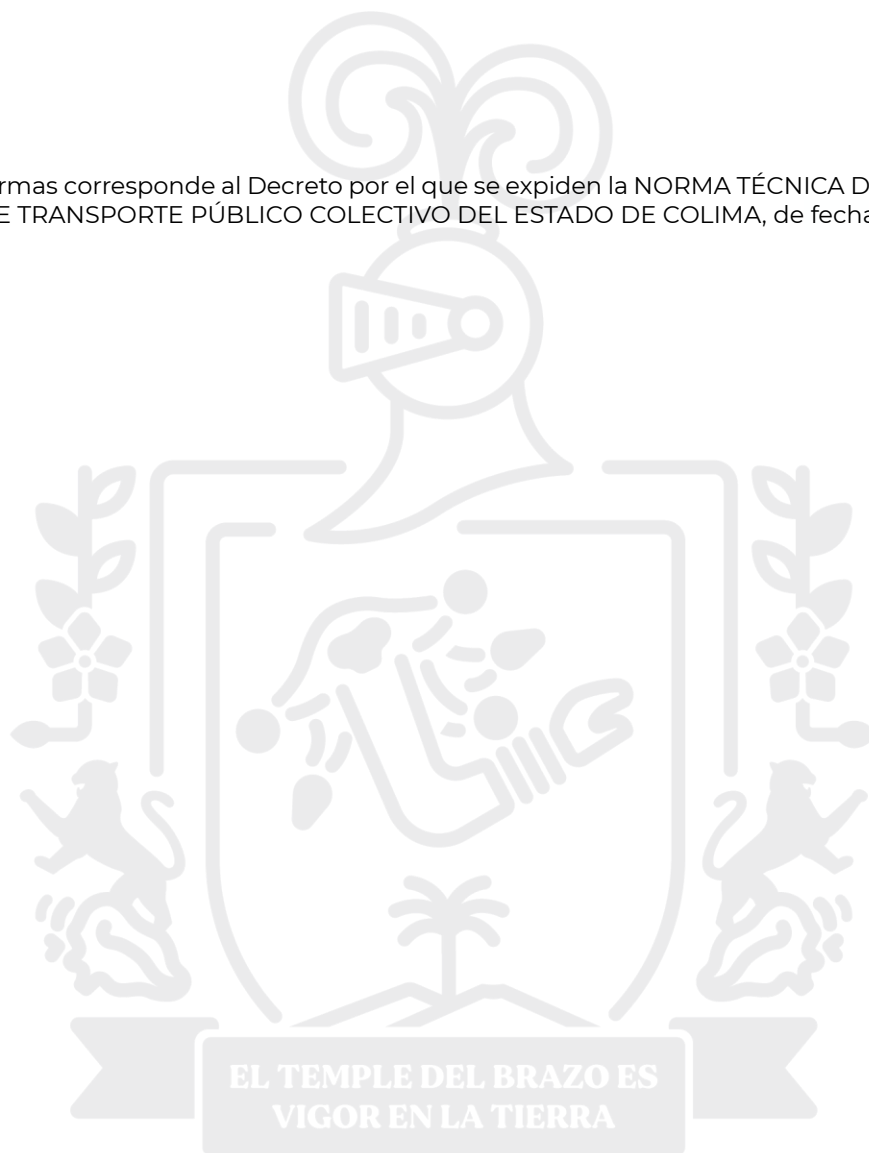 rmas corresponde al Decreto por el que se expiden la NORMA TÉCNICA D
E TRANSPORTE PÚBLICO COLECTIVO DEL ESTADO DE COLIMA, de fecha
EL TEMPLE DEL BRAZO ES
VIGOR EN LA TIERRA